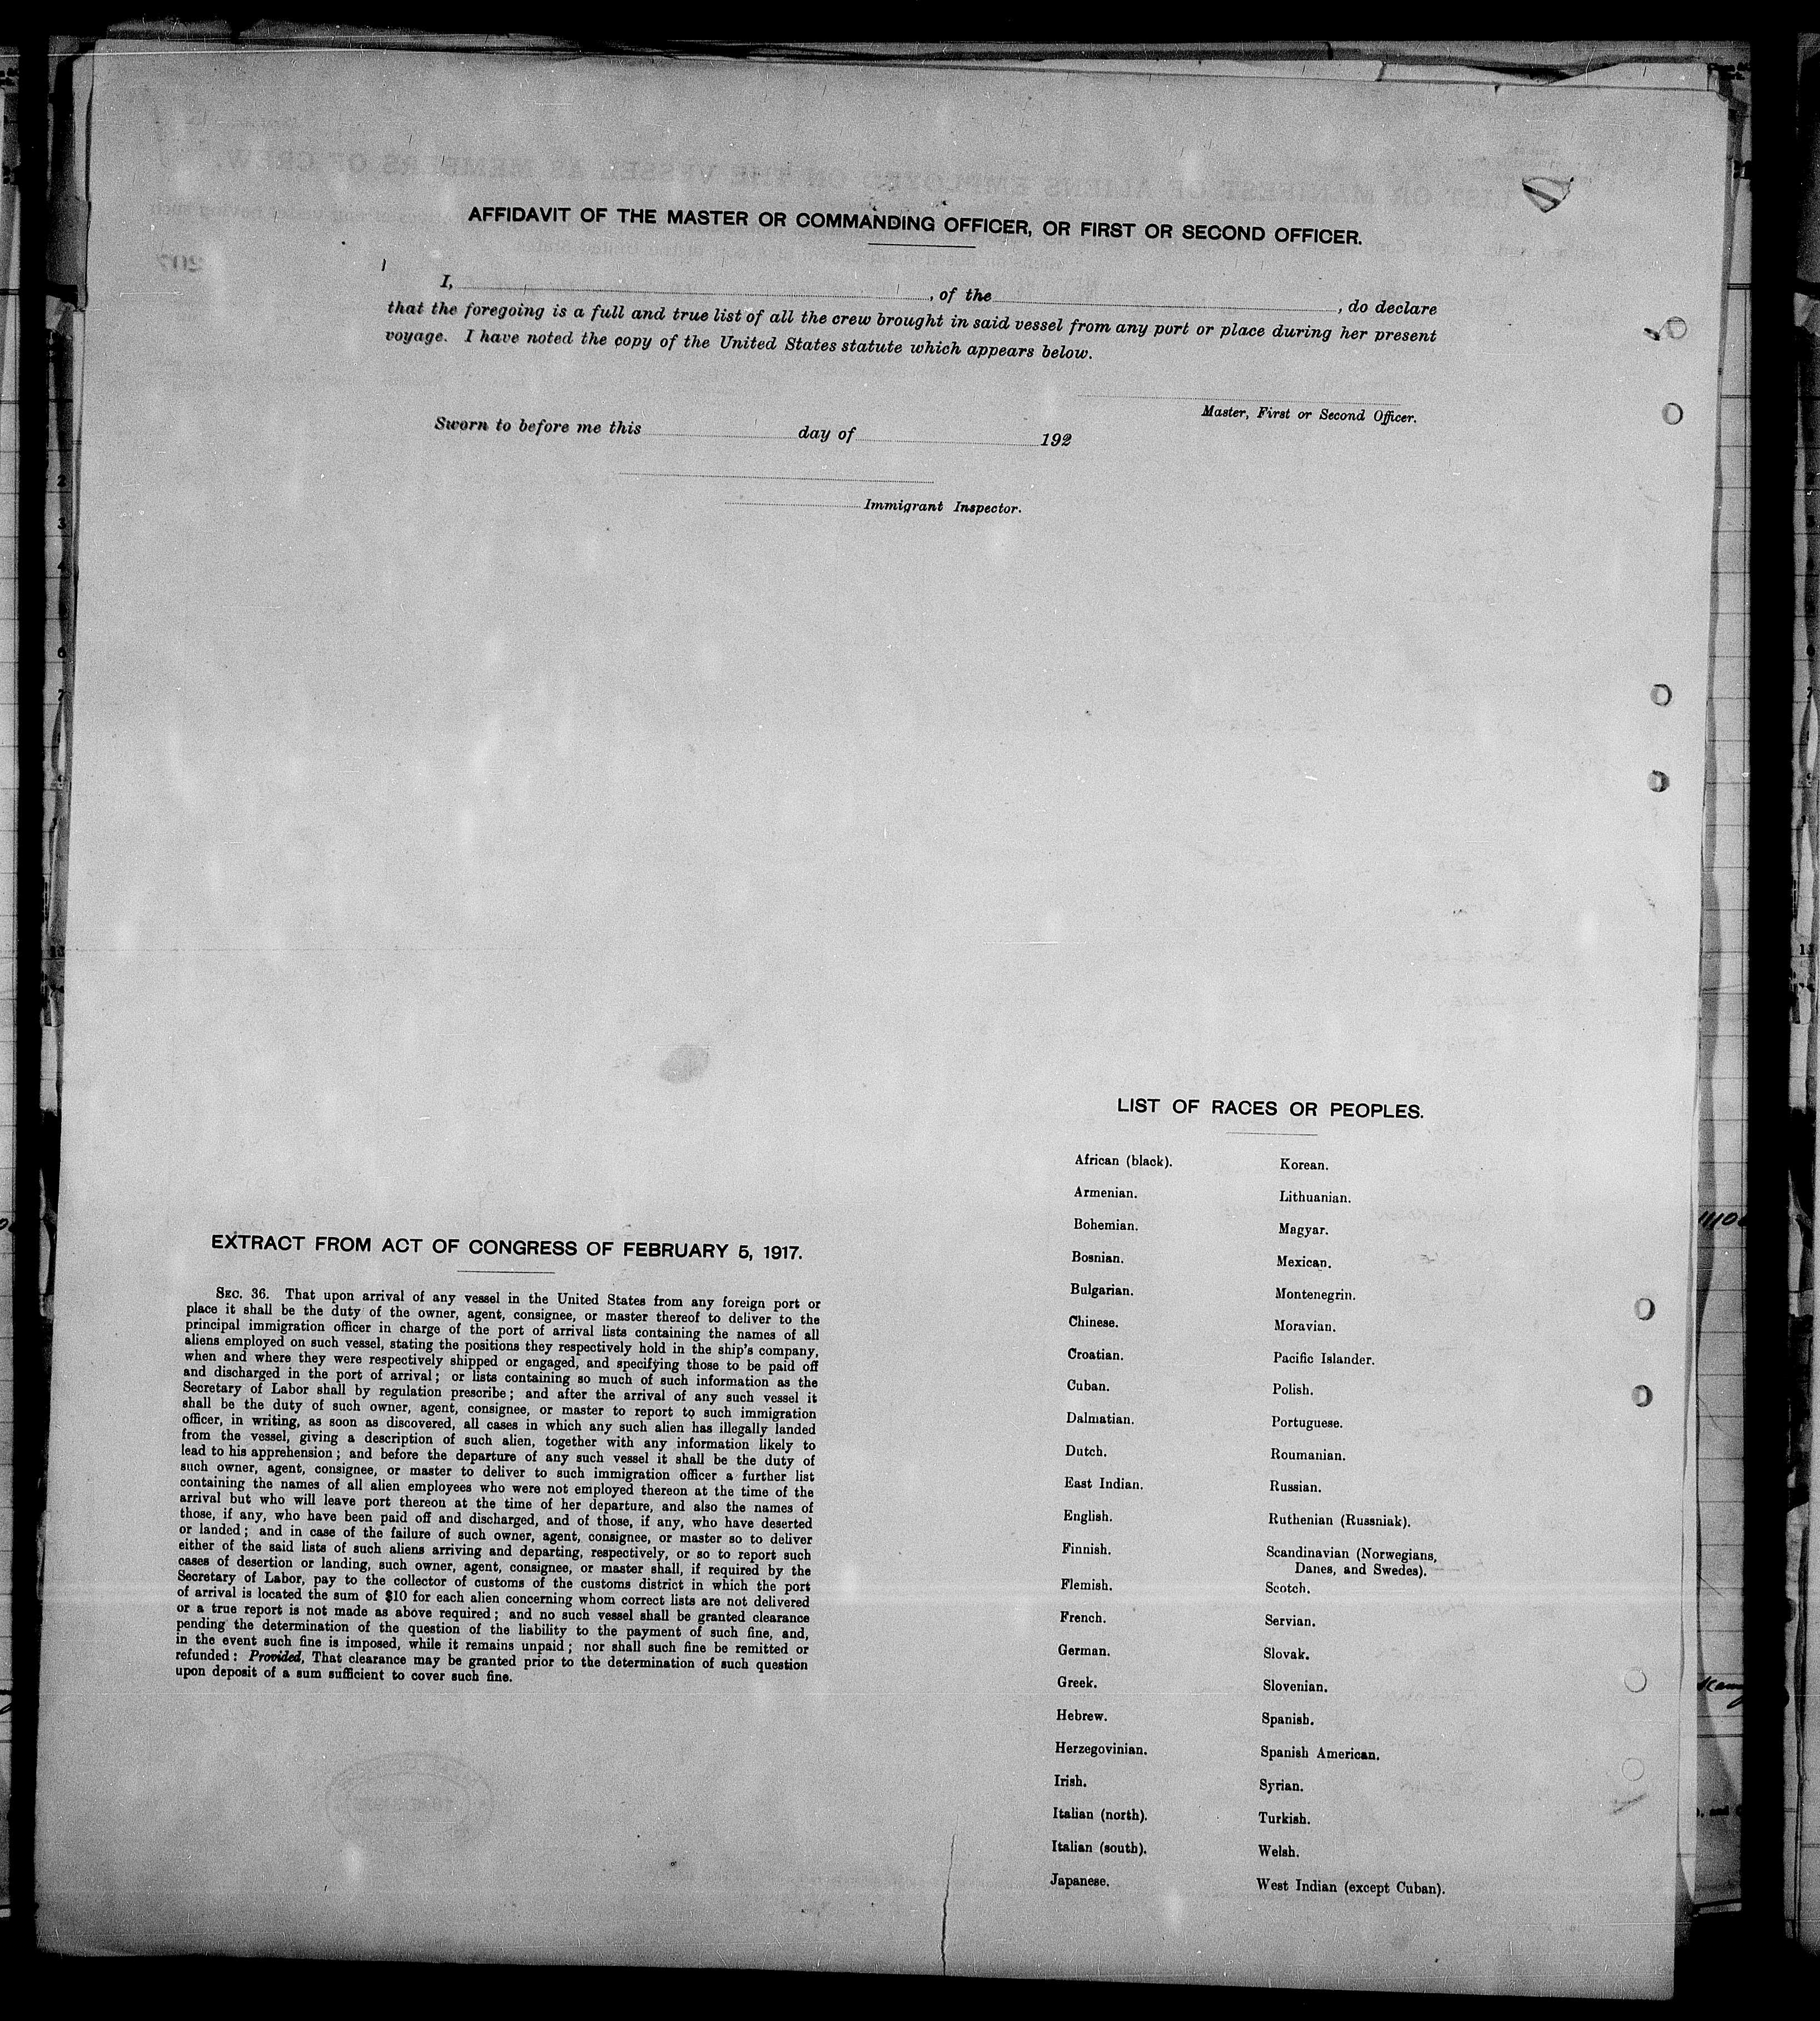 AFFIDAVIT OF THE MASTER OR COMMANDING OFFICER, OR FIRST OR SECOND OFFICER.
I, , of the , do declare
that the foregoing is a full and true list of all the crew brought in said vessel from any port or place during her present
voyage. I have noted the copy of the United States statute which appears below.
Master, First or Second Officer.
Sworn to before me this day of 192
Immigrant Inspector.
EXTRACT FROM ACT OF CONGRESS OF FEBRUARY 5, 1917.
SEC. 36. That upon arrival of any vessel in the United States from any foreign port or
place it shall be the duty of the owner, agent, consignee, or master thereof to deliver to the
principal immigration officer in charge of the port of arrival lists containing the names of all
aliens employed on such vessel, stating the positions they respectively hold in the ship's company,
when and where they were respectively shipped or engaged, and specifying those to be paid off
and discharged in the port of arrival; or lists containing so much of such information as the
Secretary of Labor shall by regulation prescribe; and after the arrival of any such vessel it
shall be the duty of such owner, agent, consignee, or master to report to such immigration
officer, in writing, as soon as discovered, all cases in which any such alien has illegally landed
from the vessel, giving a description of such alien, together with any information likely to
lead to his apprehension; and before the departure of any such vessel it shall be the duty of
such owner, agent, consignee, or master to deliver to such immigration officer a further list
containing the names of all alien employees who were not employed thereon at the time of the
arrival but who will leave port thereon at the time of her departure, and also the names of
those, if any, who have been paid off and discharged, and of those, if any, who have deserted
or landed; and in case of the failure of such owner, agent, consignee, or master so to deliver
either of the said lists of such aliens arriving and departing, respectively, or so to report such
cases of desertion or landing, such owner, agent, consignee, or master shall, if required by the
Secretary of Labor, pay to the collector of customs of the customs district in which the port
of arrival is located the sum of $10 for each alien concerning whom correct lists are not delivered
or a true report is not made as above required; and no such vessel shall be granted clearance
pending the determination of the question of the liability to the payment of such fine, and,
in the event such fine is imposed, while it remains unpaid; nor shall such fine be remitted or
refunded: Provided, That clearance may be granted prior to the determination of such question
upon deposit of a sum sufficient to cover such fine.
LIST OF RACES OR PEOPLES.
African (black).
Armenian.
Bohemian.
Bosnian.
Bulgarian.
Chinese.
Croatian.
Cuban.
Dalmatian.
Dutch.
East Indian.
English.
Finnish.
Flemish.
French.
German.
Greek.
Hebrew.
Herzegovinian.
Irish.
Italian (north).
Italian (south).
Japanese.
Korean.
Lithuanian.
Magyar.
Mexican.
Montenegrin.
Moravian.
Pacific Islander.
Polish.
Portuguese.
Roumanian.
Russian.
Ruthenian (Russniak).
Scandinavian (Norwegians,
Danes, and Swedes).
Scotch.
Servian.
Slovak.
Slovenian.
Spanish.
Spanish American.
Syrian.
Turkish.
Welsh.
West Indian (except Cuban).